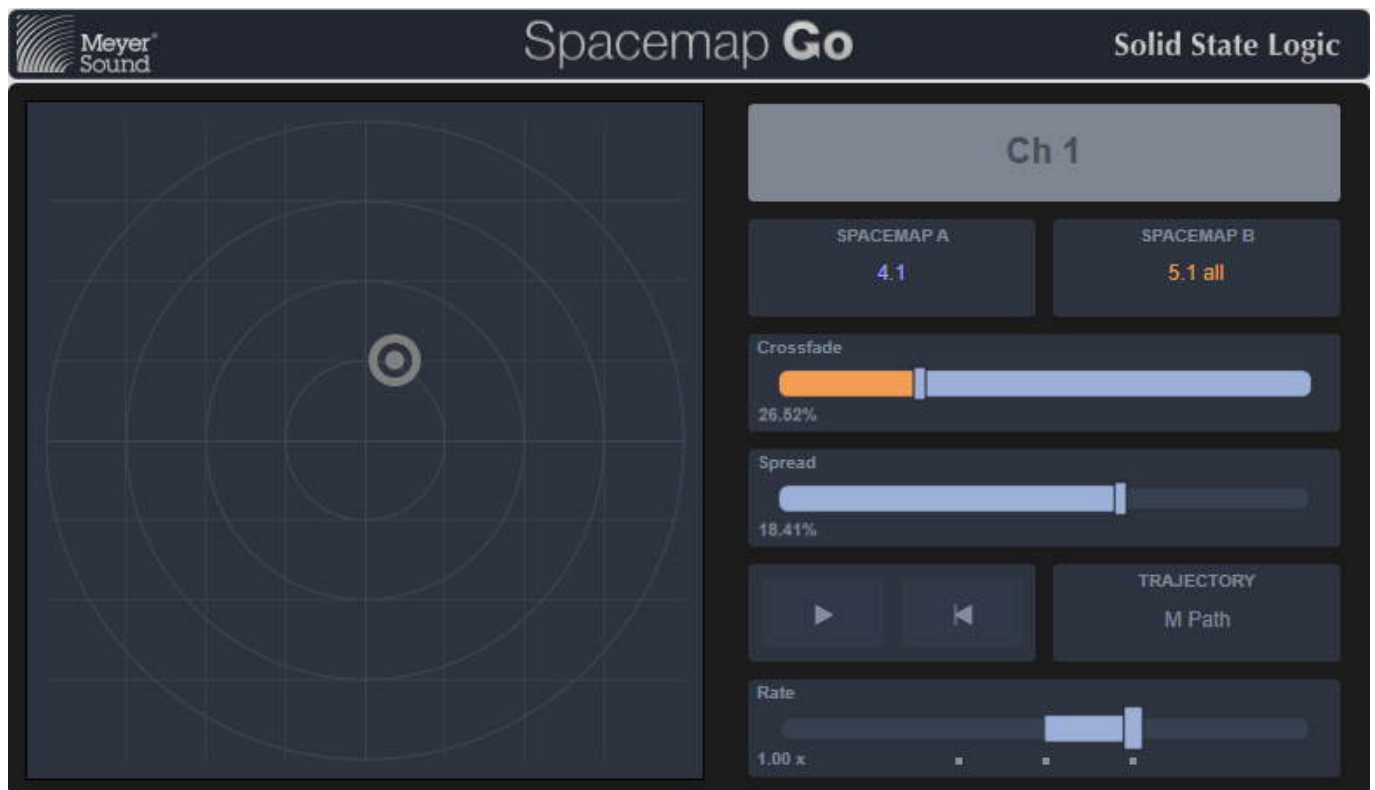 Meyer
Sound
Spacemap Go
Solid State Logic
Ch 1
SPACEMAP A
4.1
SPACEMAP B
5.1 all
Crossfade
26.52%
Spread
18.41%
TRAJECTORY
M Path
Rate
1.00 x